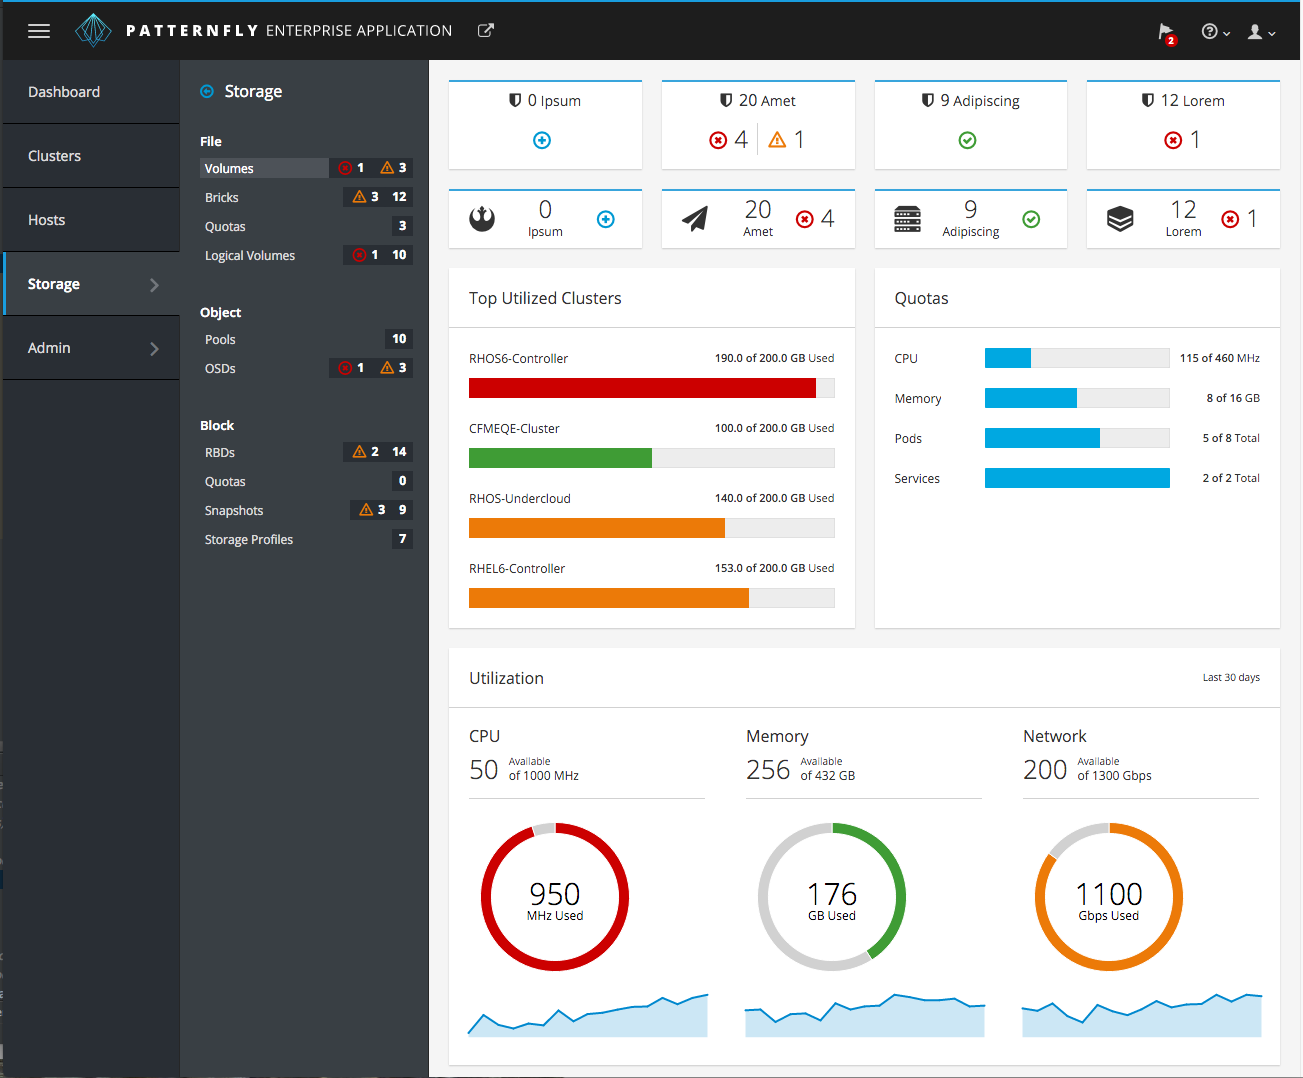 PATTERNFLY ENTERPRISE APPLICATION
2
Dashboard
Clusters
Hosts
Storage
Admin
Storage
File
Volumes 1 3
Bricks 3 12
Quotas 3
Logical Volumes 1 10
Object
Pools 10
OSDs 1 3
Block
RBDs 2 14
Quotas 0
Snapshots 3 9
Storage Profiles 7
0 Ipsum
20 Amet
4 1
9 Adipiscing
12 Lorem
1
0
Ipsum
20
Amet
4
9
Adipiscing
12
Lorem
1
Top Utilized Clusters
RHOS6-Controller 190.0 of 200.0 GB Used
CFMEQE-Cluster 100.0 of 200.0 GB Used
RHOS-Undercloud 140.0 of 200.0 GB Used
RHEL6-Controller 153.0 of 200.0 GB Used
Quotas
CPU 115 of 460 MHz
Memory 8 of 16 GB
Pods 5 of 8 Total
Services 2 of 2 Total
Utilization Last 30 days
CPU
50 Available
of 1000 MHz
950
MHz Used
Memory
256 Available
of 432 GB
176
GB Used
Network
200 Available
of 1300 Gbps
1100
Gbps Used